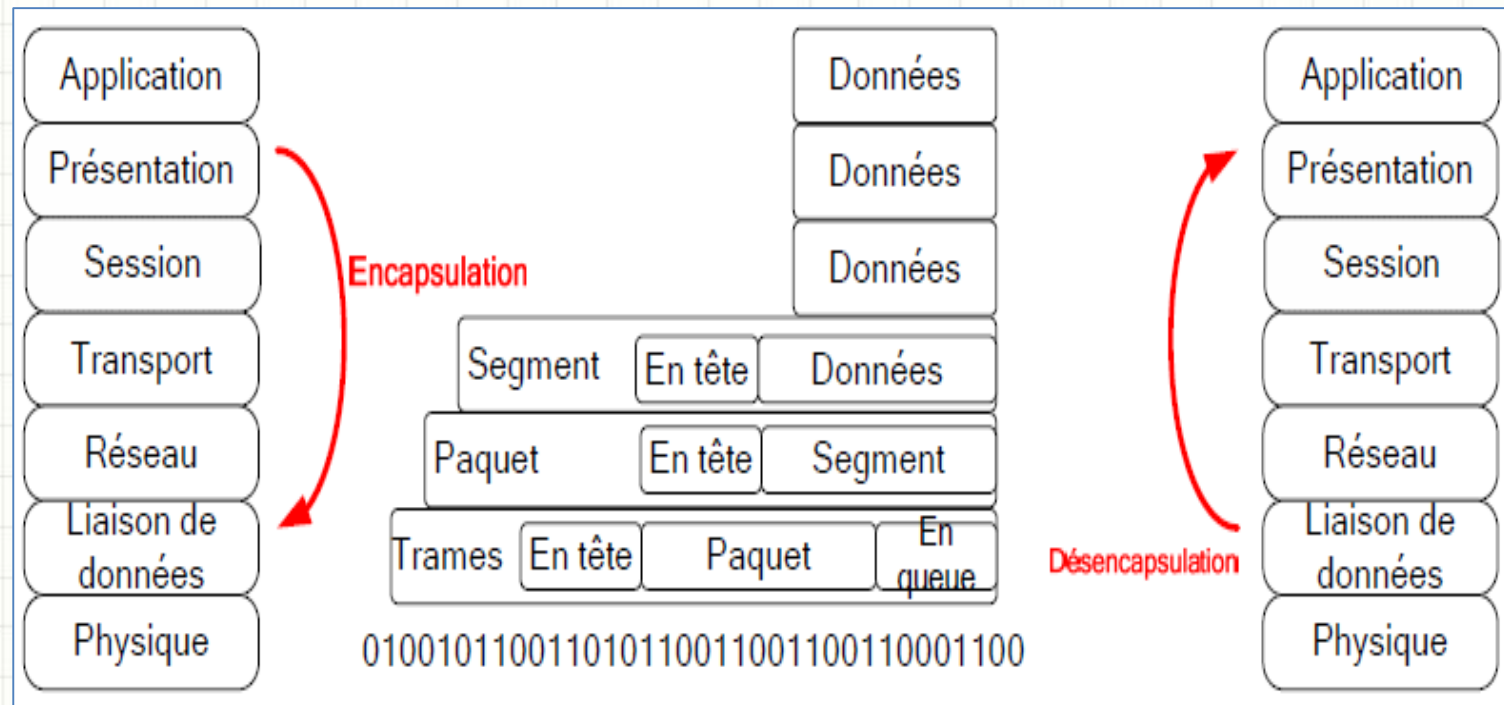 Application
Données
Application
Présentation
Données
Présentation
Session
Encapsulation
Données
Session
Transport
Segment
En tête
Données
Transport
Réseau
Paquet
En tête
Segment
Réseau
Liaison de
données
Trames
En tête
Paquet
En
queue
Désencapsulation
Liaison de
données
Physique
010010110011010110011001100110001100
Physique